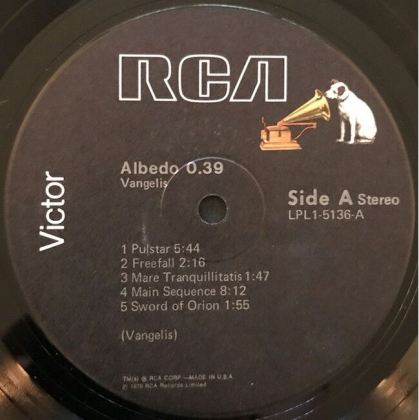 RCA
Victor
Albedo 0.39
Vangelis
Side A Stereo
LPL1-5136-A
1 Pulstar 5:44
2 Freefall 2:16
3 Mare Tranquillitatis 1:47
4 Main Sequence 8:12
5 Sword of Orion 1:55
(Vangelis)
TM(s) ® RCA CORP.—MADE IN U.S.A.
℗ 1976 RCA Records Limited